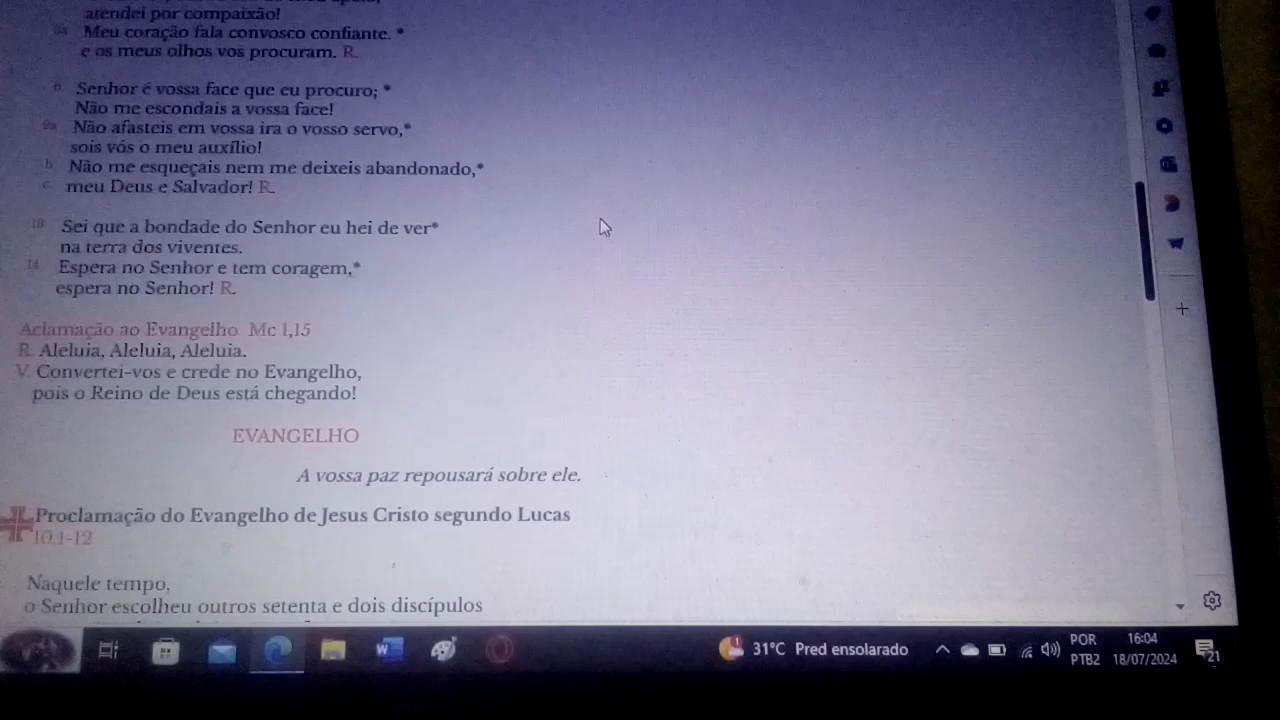 atendei por compaixão!
9a Meu coração fala convosco confiante. *
e os meus olhos vos procuram. R.
b Senhor é vossa face que eu procuro; *
Não me escondais a vossa face!
9a Não afasteis em vossa ira o vosso servo,*
sois vós o meu auxílio!
b Não me esqueçais nem me deixeis abandonado,*
c meu Deus e Salvador! R.
18 Sei que a bondade do Senhor eu hei de ver*
na terra dos viventes.
14 Espera no Senhor e tem coragem,*
espera no Senhor! R.
Aclamação ao Evangelho Mc 1,15
R. Aleluia, Aleluia, Aleluia.
V. Convertei-vos e crede no Evangelho,
pois o Reino de Deus está chegando!
EVANGELHO
A vossa paz repousará sobre ele.
Proclamação do Evangelho de Jesus Cristo segundo Lucas
10,1-12
Naquele tempo,
o Senhor escolheu outros setenta e dois discípulos
1 31°C Pred ensolarado POR 16:04
PTB2 18/07/2024 21